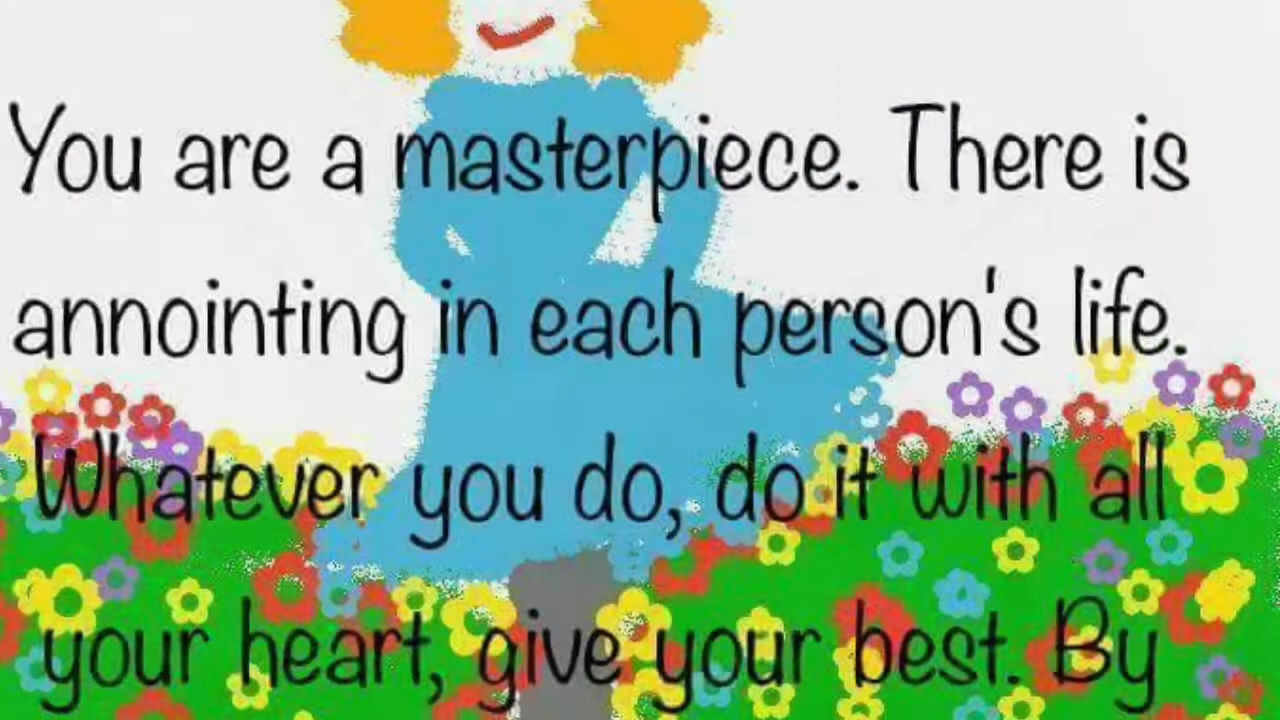 You are a masterpiece. There is
annointing in each person's life.
Whatever you do, do it with all
your heart, give your best. By